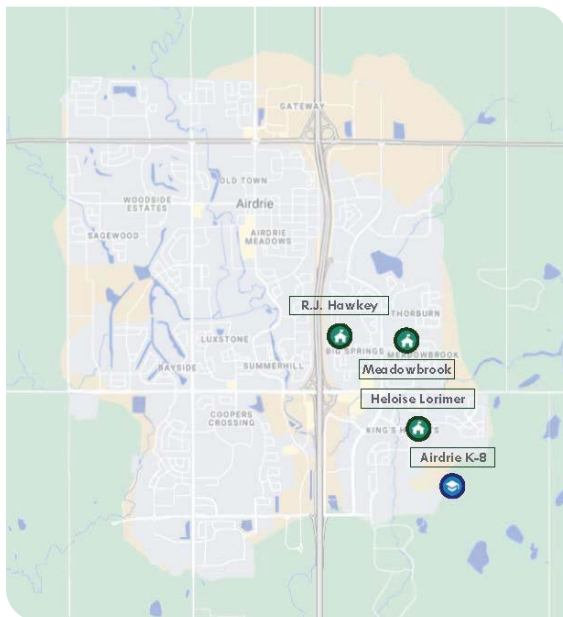 GATEWAY
OLD TOWN
WOODSIDE
ESTATES
Airdrie
SAGEWOOD
AIRDRIE
MEADOWS
R.J. Hawkey
THORBURN
LUXSTONE
BIG SPRINGS
MEADOWBROOK
BAYSIDE
SUMMERHILL
Meadowbrook
Heloise Lorimer
COOPERS
CROSSING
KING'S HEIGHTS
Airdrie K-8